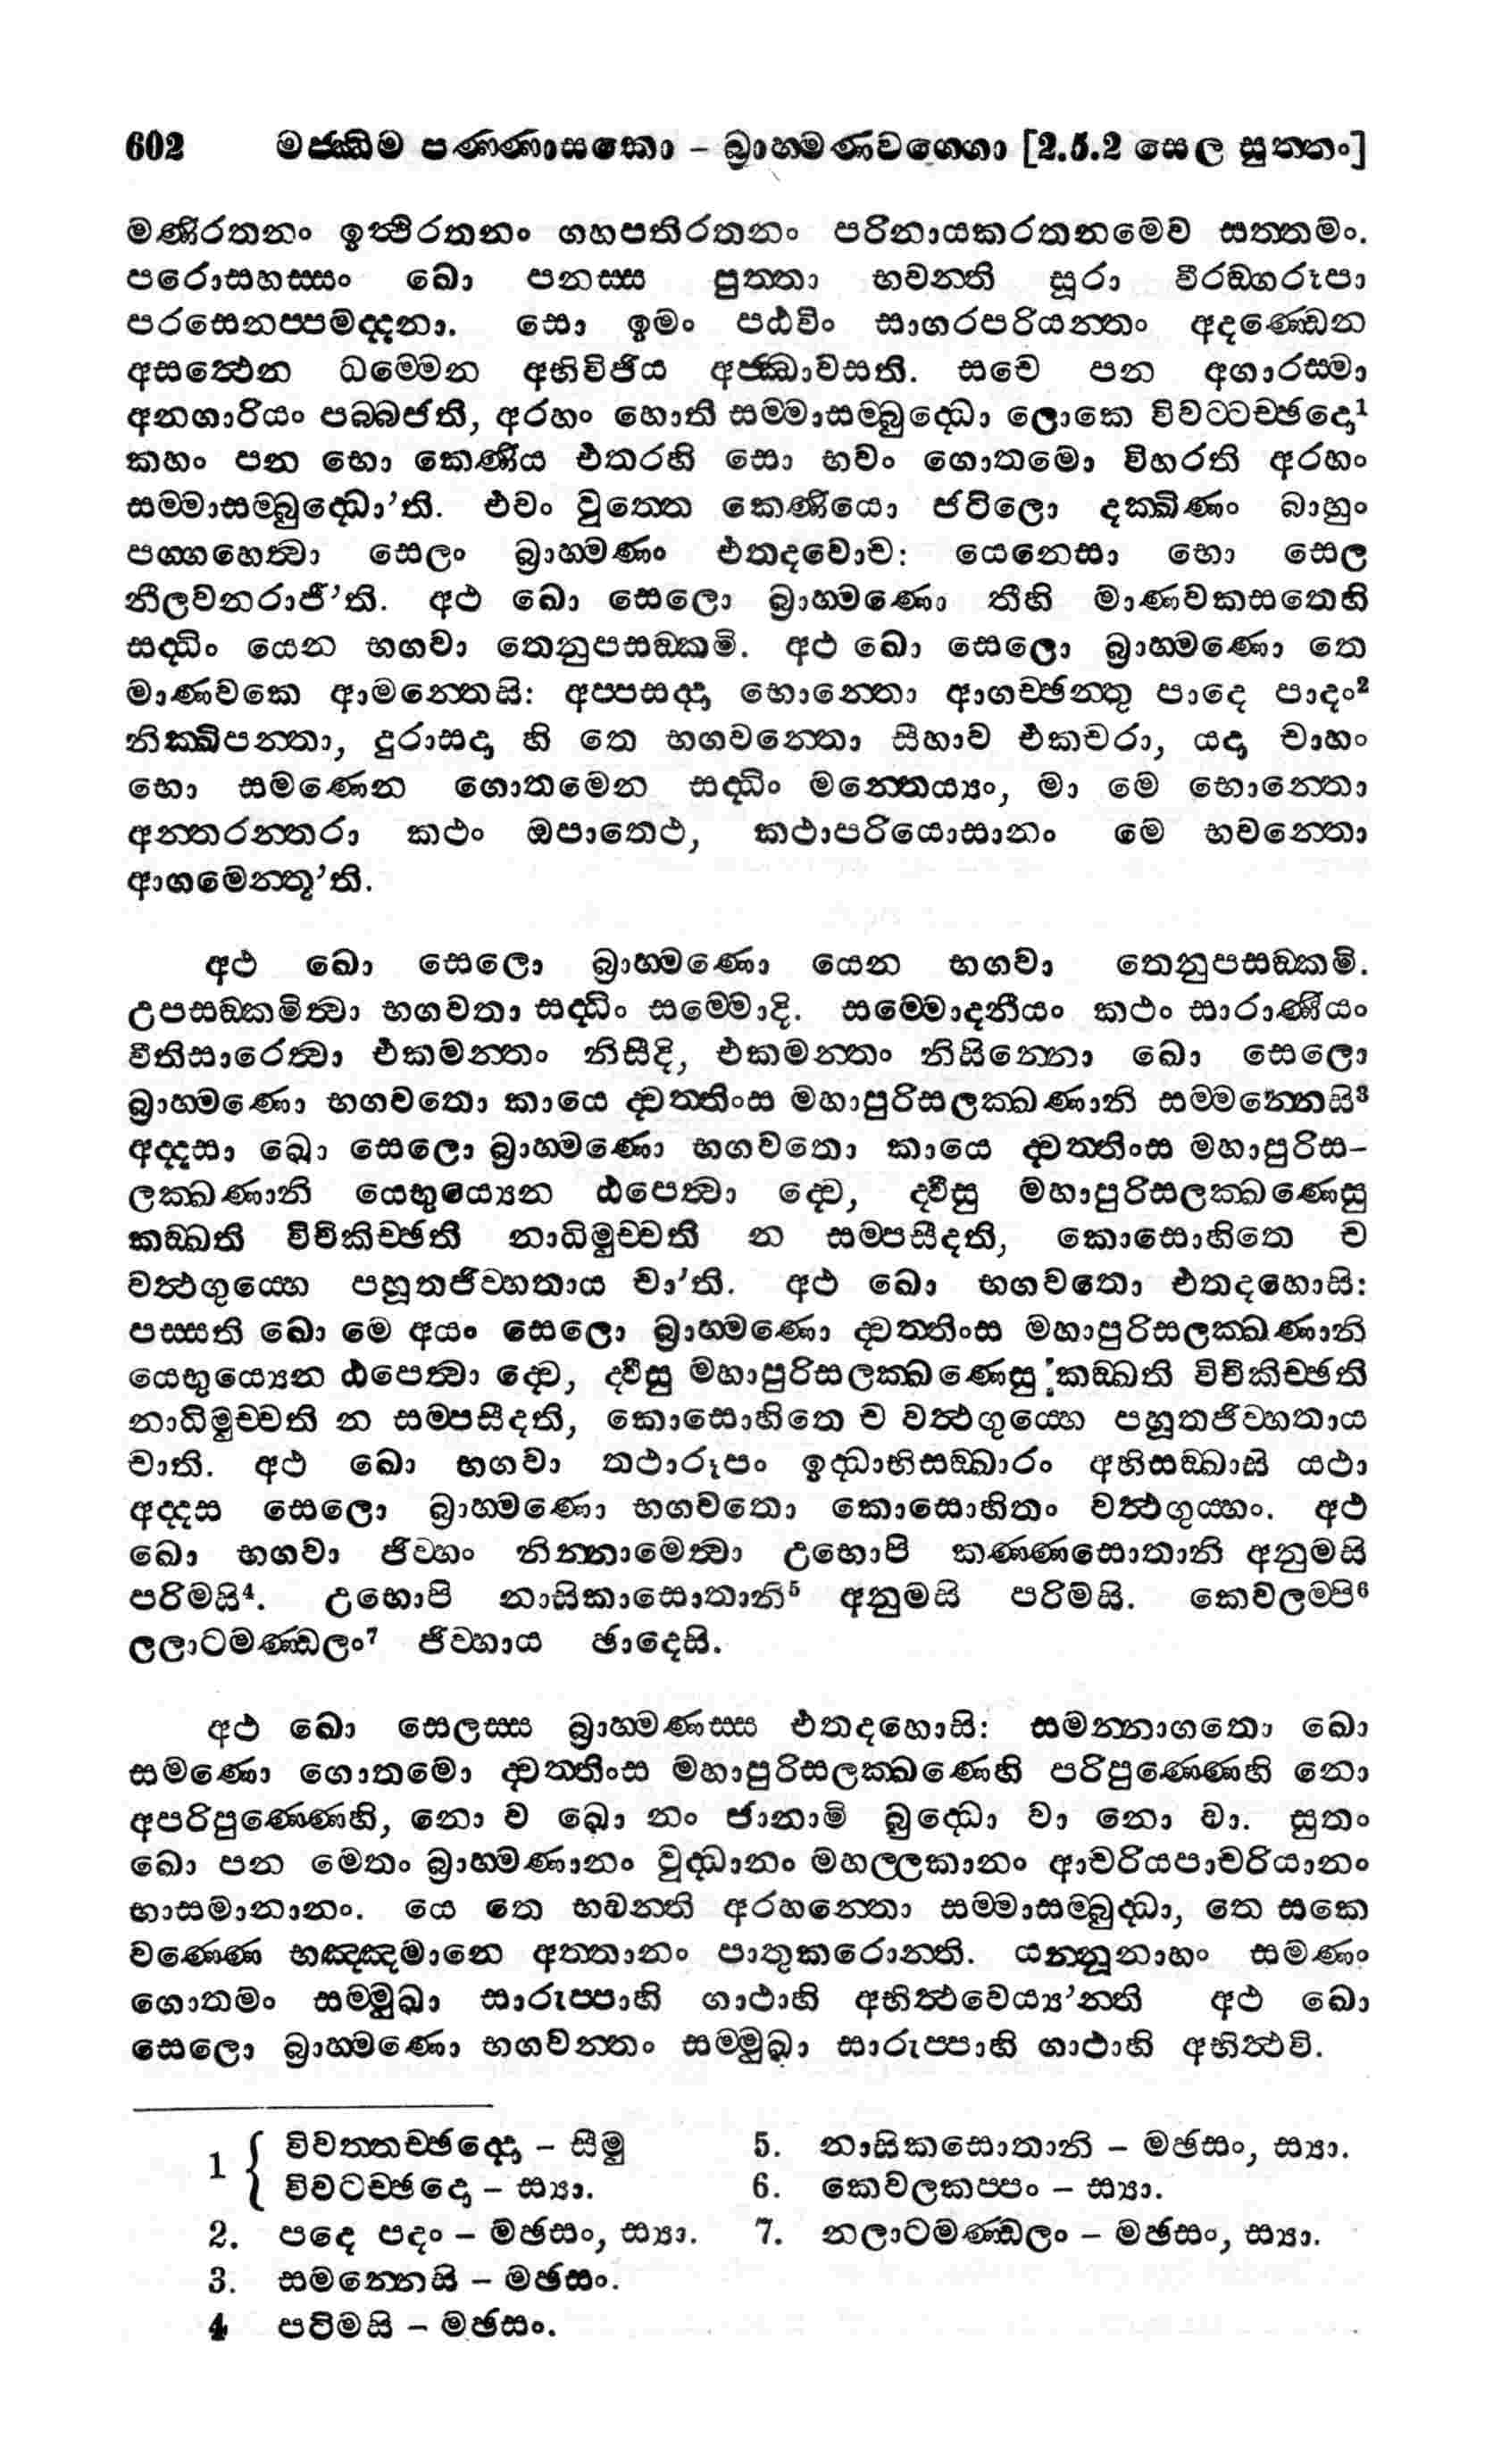 602 මජ්ඣිම පණ්ණාසකො – බ්‍රාහ්මණවග්ගො [2.5.2 සෙල සුත්තං]
මණිරතනං ඉත්ථිරතනං ගහපතිරතනං පරිනායකරතනමෙව සත්තමං.
පරොසහස්සං ඛො පනස්ස පුත්තා භවන්ති සූරා වීරඞ්ගරූපා
පරසෙනප්පමද්දනා. සො ඉමං පඨවිං සාගරපරියන්තං අදණ්ඩෙන
අසත්ථෙන ධම්මෙන අභිවිජිය අජ්ඣාවසති. සචෙ පන අගාරස්මා
අනගාරියං පබ්බජති, අරහං හොති සම්මාසම්බුද්ධො ලොකෙ විවට්ටච්ඡදො¹
කහං පන භො කෙණිය එතරහි සො භවං ගොතමො විහරති අරහං
සම්මාසම්බුද්ධො'ති. එවං වුත්තෙ කෙණියො ජටිලො දක්ඛිණං බාහුං
පග්ගහෙත්වා සෙලං බ්‍රාහ්මණං එතදවොච: යෙනෙසා භො සෙල
නීලවනරාජී'ති. අථ ඛො සෙලො බ්‍රාහ්මණො තීහි මාණවකසතෙහි
සද්ධිං යෙන භගවා තෙනුපසඞ්කමි. අථ ඛො සෙලො බ්‍රාහ්මණො තෙ
මාණවකෙ ආමන්තෙසි: අප්පසද්දා භොන්තො ආගච්ඡන්තු පාදෙ පාදං²
නික්ඛිපන්තා, දුරාසදා හි තෙ භගවන්තො සීහාව එකචරා, යදා චාහං
භො සමණෙන ගොතමෙන සද්ධිං මන්තෙය්‍යං, මා මෙ භොන්තො
අන්තරන්තරා කථං ඔපාතෙථ, කථාපරියොසානං මෙ භවන්තො
ආගමෙන්තූ'ති.
අථ ඛො සෙලො බ්‍රාහ්මණො යෙන භගවා තෙනුපසඞ්කමි.
උපසඞ්කමිත්වා භගවතා සද්ධිං සම්මොදි. සම්මොදනීයං කථං සාරාණීයං
වීතිසාරෙත්වා එකමන්තං නිසීදි, එකමන්තං නිසින්නො ඛො සෙලො
බ්‍රාහ්මණො භගවතො කායෙ ද්වත්තිංස මහාපුරිසලක්ඛණානි සම්මන්නෙසි³
අද්දසා ඛො සෙලො බ්‍රාහ්මණො භගවතො කායෙ ද්වත්තිංස මහාපුරිස-
ලක්ඛණානි යෙභුය්‍යෙන ඨපෙත්වා ද්වෙ, ද්වීසු මහාපුරිසලක්ඛණෙසු
කඞ්ඛති විචිකිච්ඡති නාධිමුච්චති න සම්පසීදති, කොසොහිතෙ ච
වත්ථගුය්හෙ පහූතජිව්හතාය චා'ති. අථ ඛො භගවතො එතදහොසි:
පස්සති ඛො මෙ අයං සෙලො බ්‍රාහ්මණො ද්වත්තිංස මහාපුරිසලක්ඛණානි
යෙභුය්‍යෙන ඨපෙත්වා ද්වෙ, ද්වීසු මහාපුරිසලක්ඛණෙසු කඞ්ඛති විචිකිච්ඡති
නාධිමුච්චති න සම්පසීදති, කොසොහිතෙ ච වත්ථගුය්හෙ පහූතජිව්හතාය
චාති. අථ ඛො භගවා තථාරූපං ඉද්ධාභිසඞ්ඛාරං අභිසඞ්ඛාසි යථා
අද්දස සෙලො බ්‍රාහ්මණො භගවතො කොසොහිතං වත්ථගුය්හං. අථ
ඛො භගවා ජිව්හං නින්නාමෙත්වා උභොපි කණ්ණසොතානි අනුමසි
පරිමසි⁴. උභොපි නාසිකාසොතානි⁵ අනුමසි පරිමසි. කෙවලම්පි⁶
ලලාටමණ්ඩලං⁷ ජිව්හාය ඡාදෙසි.
අථ ඛො සෙලස්ස බ්‍රාහ්මණස්ස එතදහොසි: සමන්නාගතො ඛො
සමණො ගොතමො ද්වත්තිංස මහාපුරිසලක්ඛණෙහි පරිපුණ්ණෙහි නො
අපරිපුණ්ණෙහි, නො ච ඛො නං ජානාමි බුද්ධො වා නො වා. සුතං
ඛො පන මෙතං බ්‍රාහ්මණානං වුද්ධානං මහල්ලකානං ආචරියපාචරියානං
භාසමානානං. යෙ තෙ භවන්ති අරහන්තො සම්මාසම්බුද්ධා, තෙ සකෙ
වණ්ණෙ භඤ්ඤමානෙ අත්තානං පාතුකරොන්ති. යන්නූනාහං සමණං
ගොතමං සම්මුඛා සාරුප්පාහි ගාථාහි අභිත්ථවෙය්‍ය'න්ති අථ ඛො
සෙලො බ්‍රාහ්මණො භගවන්තං සම්මුඛා සාරුප්පාහි ගාථාහි අභිත්ථවි.
1 { විවත්තච්ඡද්දො – සීමු
විවටච්ඡදො – ස්‍යා.
2. පදෙ පදං – මඡසං, ස්‍යා.
3. සමන්නෙසි – මඡසං.
4 පටිමසි – මඡසං.
5. නාසිකසොතානි – මඡසං, ස්‍යා.
6. කෙවලකප්පං – ස්‍යා.
7. නලාටමණ්ඩලං – මඡසං, ස්‍යා.